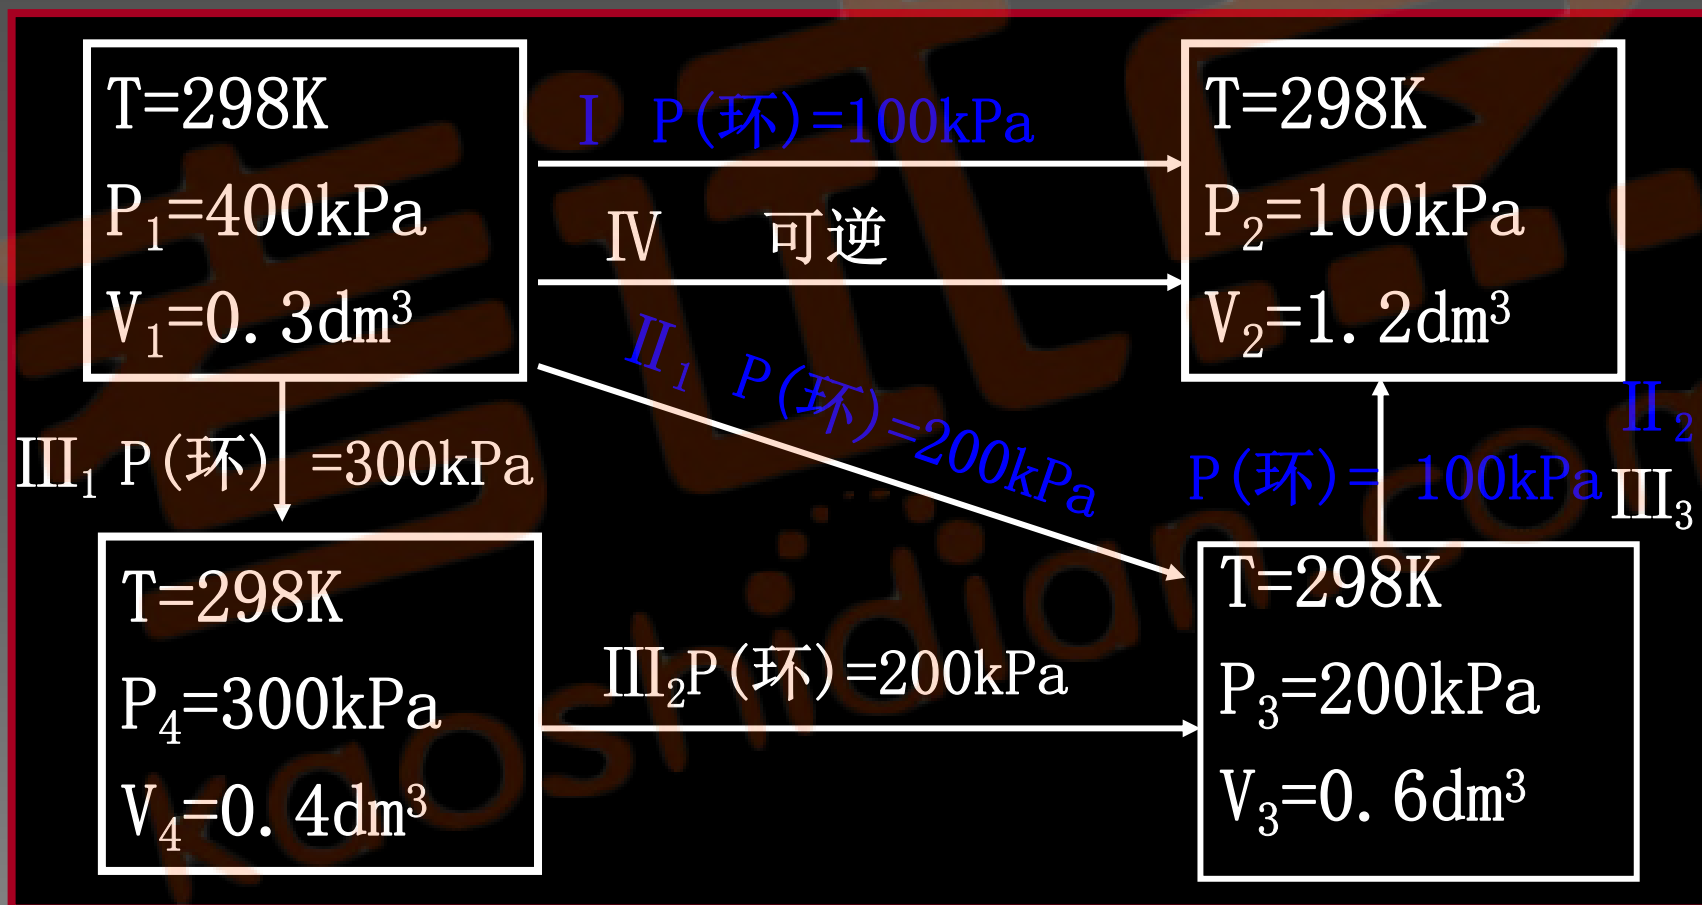 T=298K
P₁=400kPa
V₁=0.3dm³
Ⅰ P(环)=100kPa
Ⅳ 可逆
T=298K
P₂=100kPa
V₂=1.2dm³
Ⅱ₁ P(环)=200kPa
Ⅲ₁ P(环) =300kPa
P(环)= 100kPa
Ⅱ₂
Ⅲ₃
T=298K
P₄=300kPa
V₄=0.4dm³
Ⅲ₂P(环)=200kPa
T=298K
P₃=200kPa
V₃=0.6dm³
kaoshidian.com